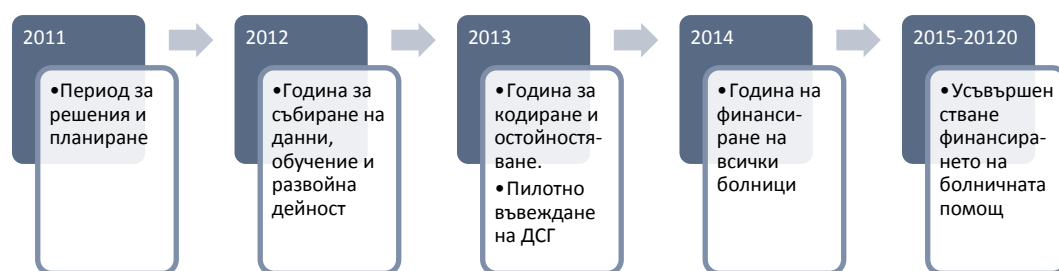 2011
•Период за
решения и
планиране
2012
•Година за
събиране на
данни,
обучение и
развойна
дейност
2013
•Година за
кодиране и
остойностя-
ване.
•Пилотно
въвеждане
на ДСГ
2014
•Година на
финанси-
ране на
всички
болници
2015-20120
•Усъвършен
стване
финансира-
нето на
болничната
помощ